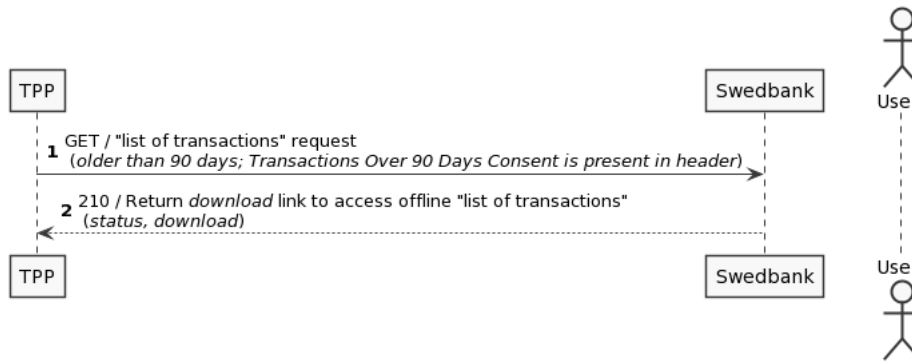 TPP
Swedbank
Use
1 GET / "list of transactions" request
(older than 90 days; Transactions Over 90 Days Consent is present in header)
2 210 / Return download link to access offline "list of transactions"
(status, download)
TPP
Swedbank
Use